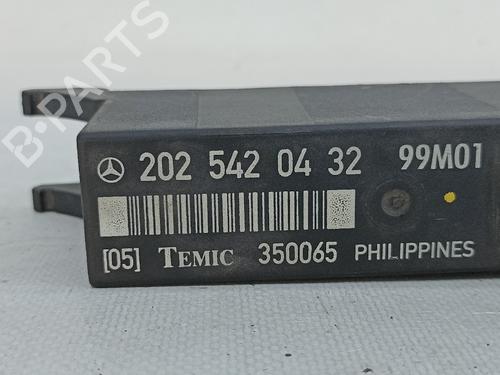 B-PARTS
202 542 04 32 99M01
[05] TEMIC 350065 PHILIPPINES